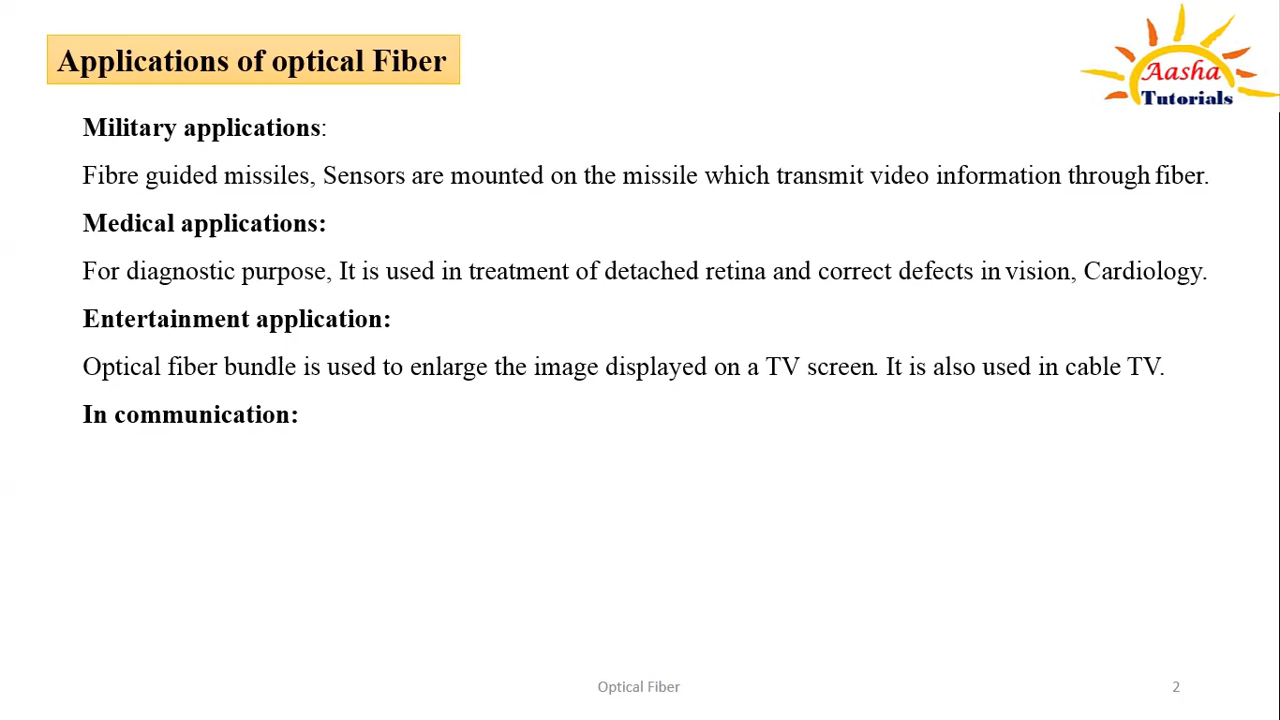 Applications of optical Fiber
Aasha
Tutorials
Military applications:
Fibre guided missiles, Sensors are mounted on the missile which transmit video information through fiber.
Medical applications:
For diagnostic purpose, It is used in treatment of detached retina and correct defects in vision, Cardiology.
Entertainment application:
Optical fiber bundle is used to enlarge the image displayed on a TV screen. It is also used in cable TV.
In communication:
Optical Fiber
2